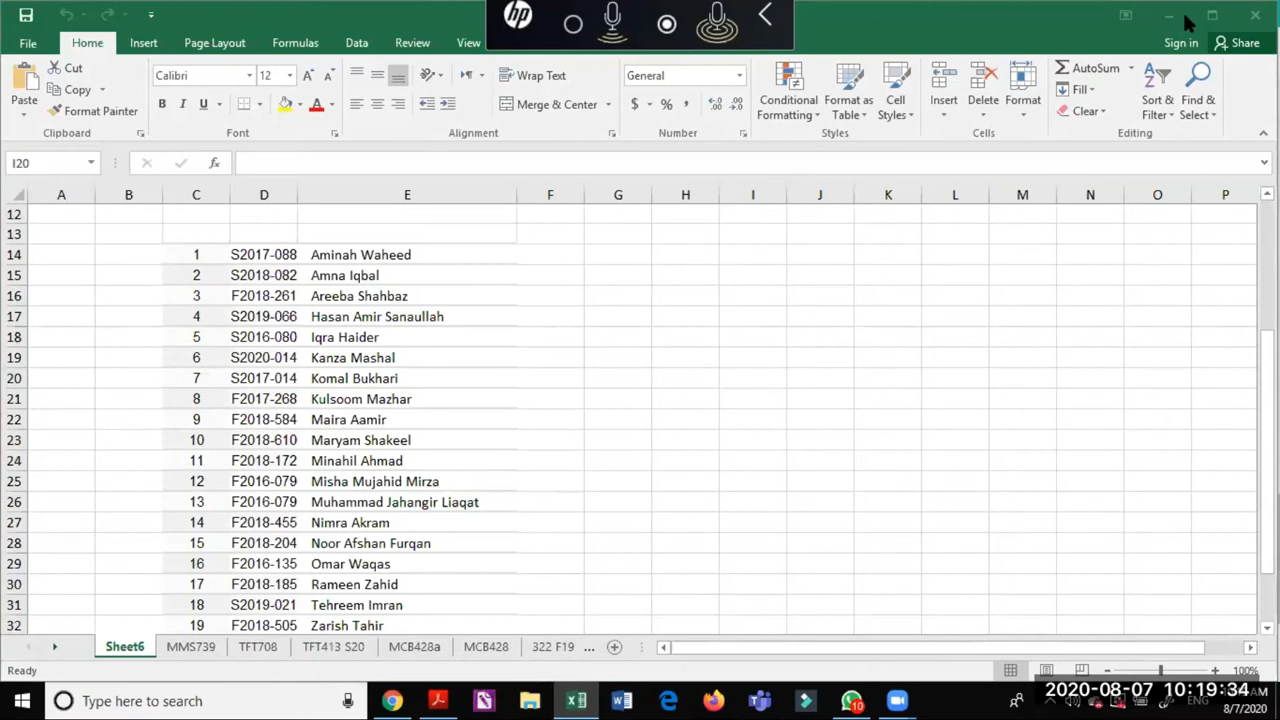 hp
Sign in Share
File Home Insert Page Layout Formulas Data Review View
Paste Cut Copy Format Painter
Calibri 12 Wrap Text General
B I U A Merge & Center $ % ,
Conditional Formatting Format as Table Cell Styles
Insert Delete Format
AutoSum Fill Clear Sort & Filter Find & Select
Clipboard Font Alignment Number Styles Cells Editing
I20 fx
A B C D E F G H I J K L M N O P
12
13
14 1 S2017-088 Aminah Waheed
15 2 S2018-082 Amna Iqbal
16 3 F2018-261 Areeba Shahbaz
17 4 S2019-066 Hasan Amir Sanaullah
18 5 S2016-080 Iqra Haider
19 6 S2020-014 Kanza Mashal
20 7 S2017-014 Komal Bukhari
21 8 F2017-268 Kulsoom Mazhar
22 9 F2018-584 Maira Aamir
23 10 F2018-610 Maryam Shakeel
24 11 F2018-172 Minahil Ahmad
25 12 F2016-079 Misha Mujahid Mirza
26 13 F2016-079 Muhammad Jahangir Liaqat
27 14 F2018-455 Nimra Akram
28 15 F2018-204 Noor Afshan Furqan
29 16 F2016-135 Omar Waqas
30 17 F2018-185 Rameen Zahid
31 18 S2019-021 Tehreem Imran
32 19 F2018-505 Zarish Tahir
Sheet6 MMS739 TFT708 TFT413 S20 MCB428a MCB428 322 F19 ...
Ready 100%
Type here to search 10
2020-08-07 10:19:34
ENG
8/7/2020